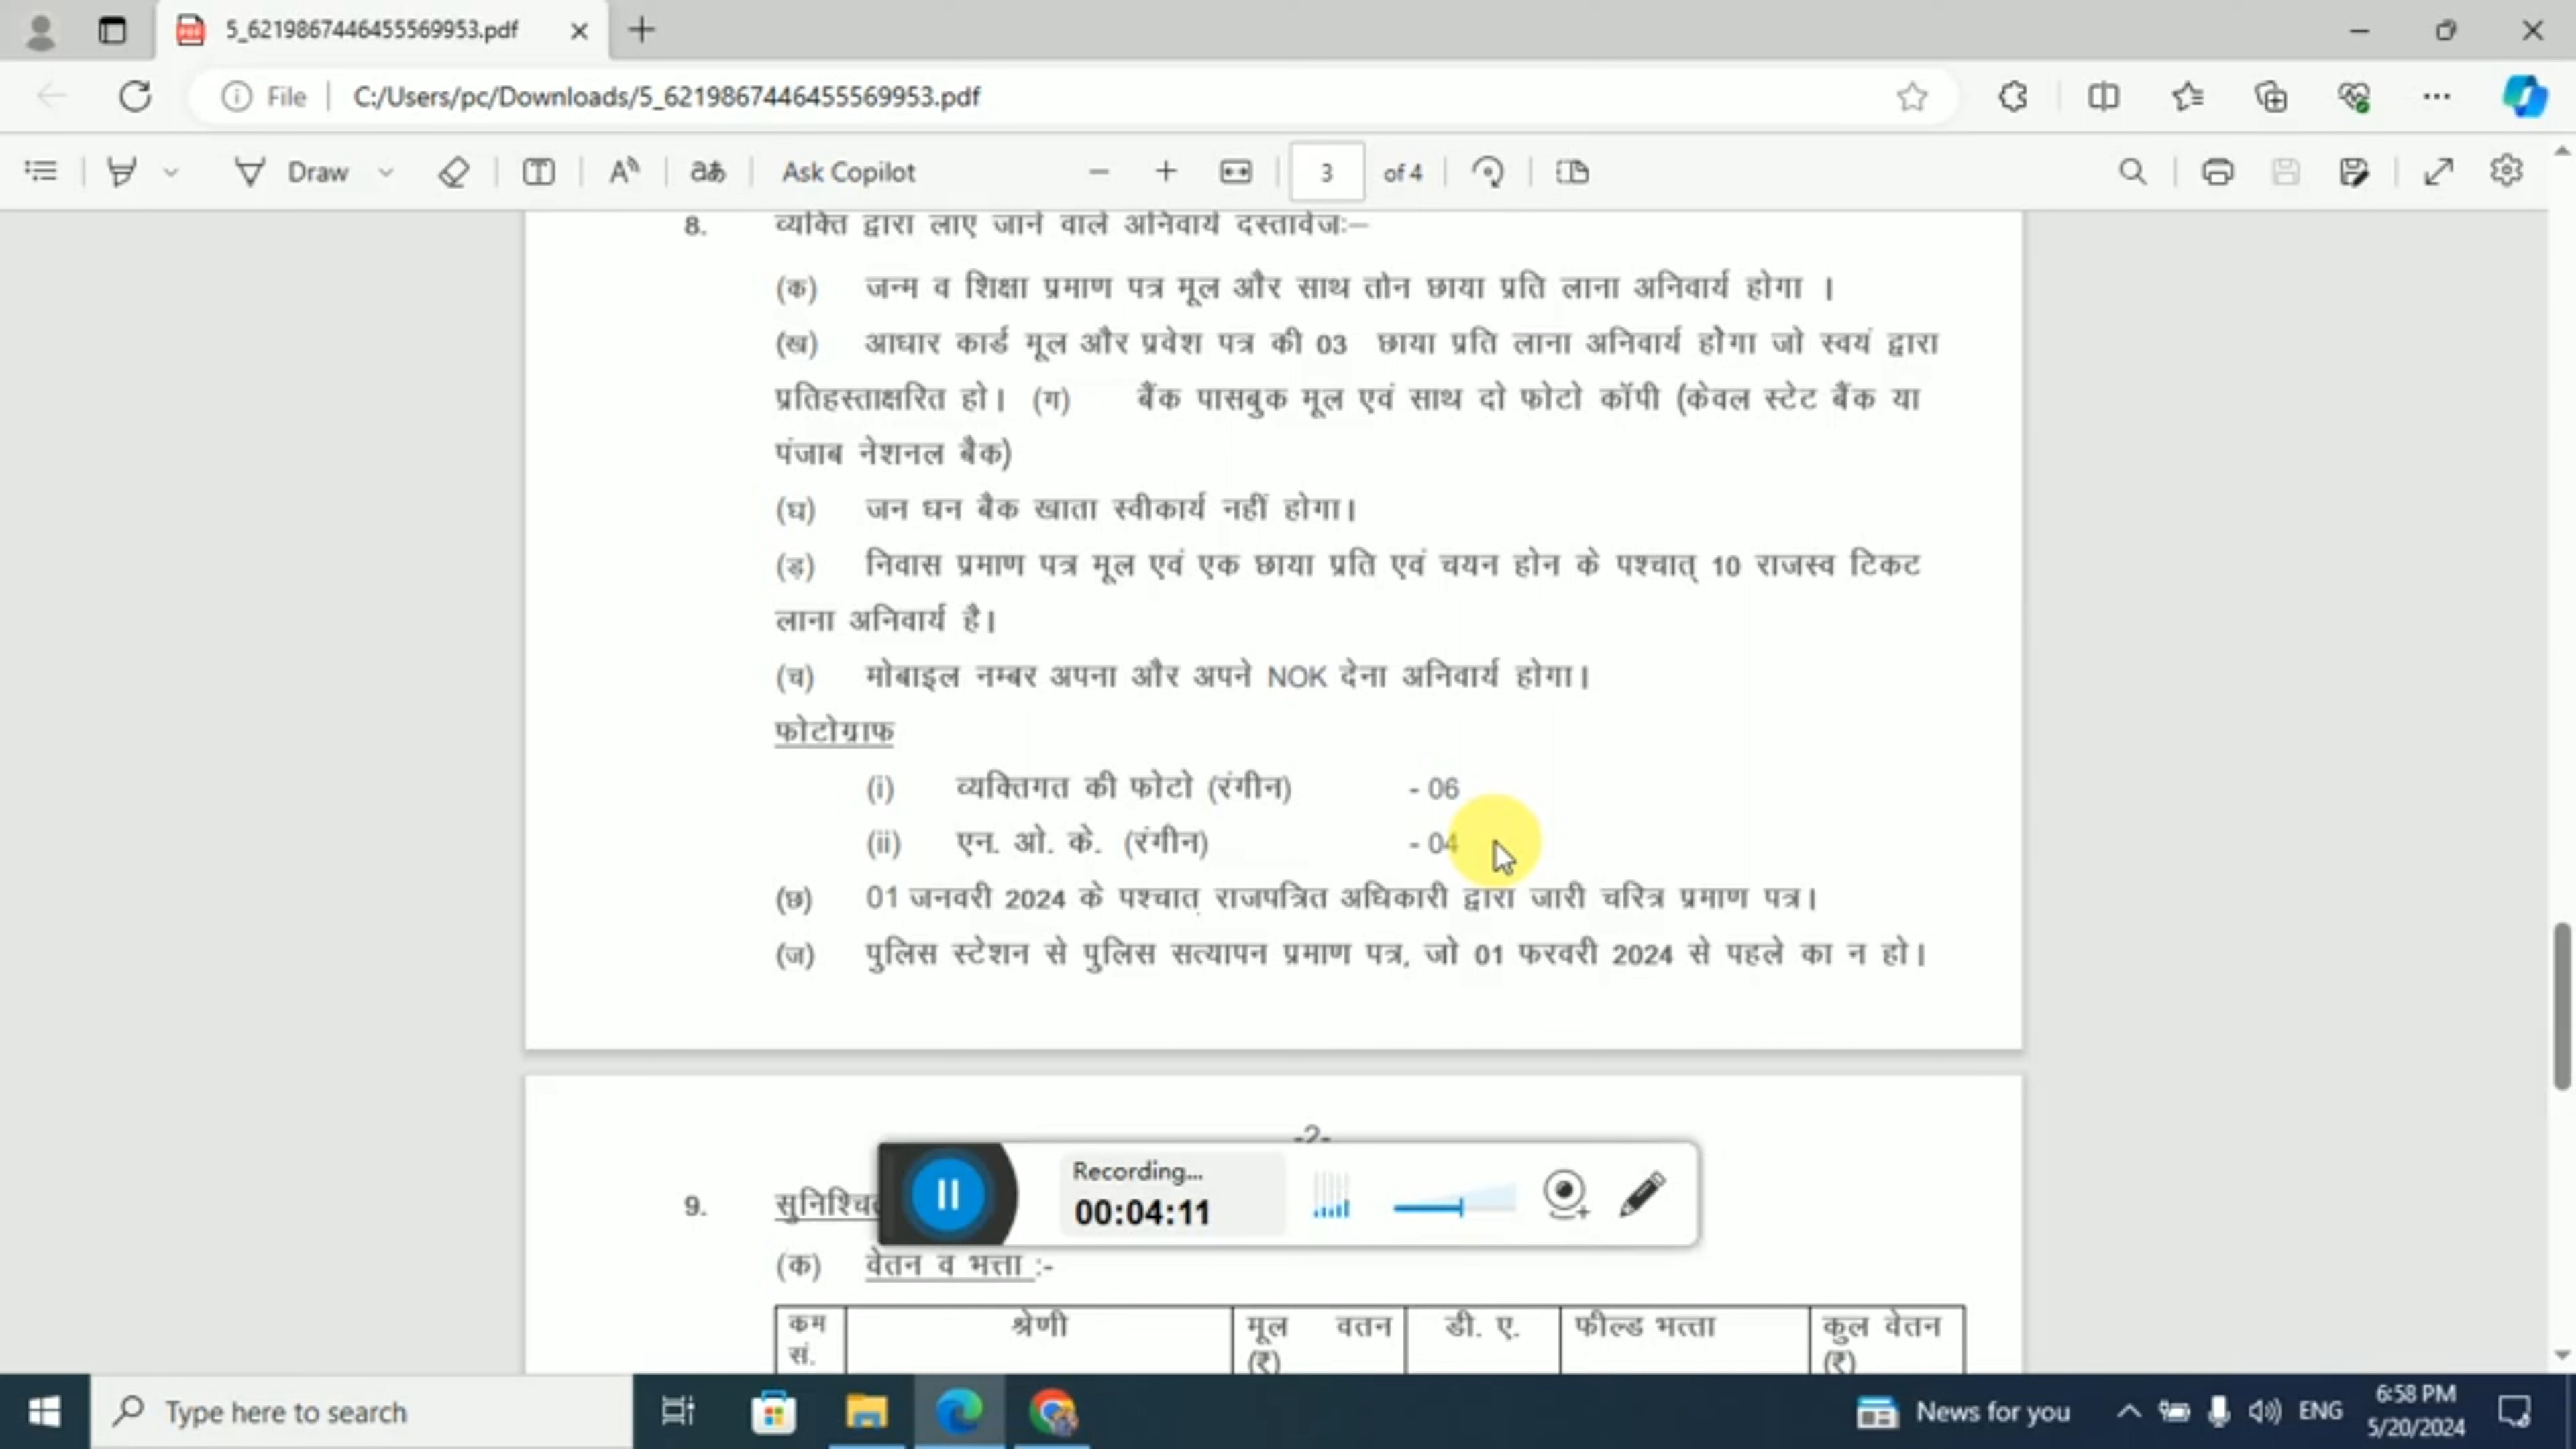 5_6219867446455569953.pdf
File C:/Users/pc/Downloads/5_6219867446455569953.pdf
Draw aあ Ask Copilot 3 of 4
8. व्यक्ति द्वारा लाए जाने वाले अनिवार्य दस्तावेजः—
(क) जन्म व शिक्षा प्रमाण पत्र मूल और साथ तोन छाया प्रति लाना अनिवार्य होगा ।
(ख) आधार कार्ड मूल और प्रवेश पत्र की 03 छाया प्रति लाना अनिवार्य होगा जो स्वयं द्वारा
प्रतिहस्ताक्षरित हो। (ग) बैंक पासबुक मूल एवं साथ दो फोटो कॉपी (केवल स्टेट बैंक या
पंजाब नेशनल बैक)
(घ) जन धन बैक खाता स्वीकार्य नहीं होगा।
(ड़) निवास प्रमाण पत्र मूल एवं एक छाया प्रति एवं चयन होन के पश्चात् 10 राजस्व टिकट
लाना अनिवार्य है।
(च) मोबाइल नम्बर अपना और अपने NOK देना अनिवार्य होगा।
फोटोग्राफ
(i) व्यक्तिगत की फोटो (रंगीन) - 06
(ii) एन. ओ. के. (रंगीन) - 04
(छ) 01 जनवरी 2024 के पश्चात् राजपत्रित अधिकारी द्वारा जारी चरित्र प्रमाण पत्र।
(ज) पुलिस स्टेशन से पुलिस सत्यापन प्रमाण पत्र, जो 01 फरवरी 2024 से पहले का न हो।
-2-
Recording...
00:04:11
9.
(क) वेतन व भत्ता :-
कम श्रेणी मूल वतन डी. ए. फील्ड भत्ता कुल वेतन
सं. (₹) (₹)
Type here to search News for you ENG 6:58 PM
5/20/2024